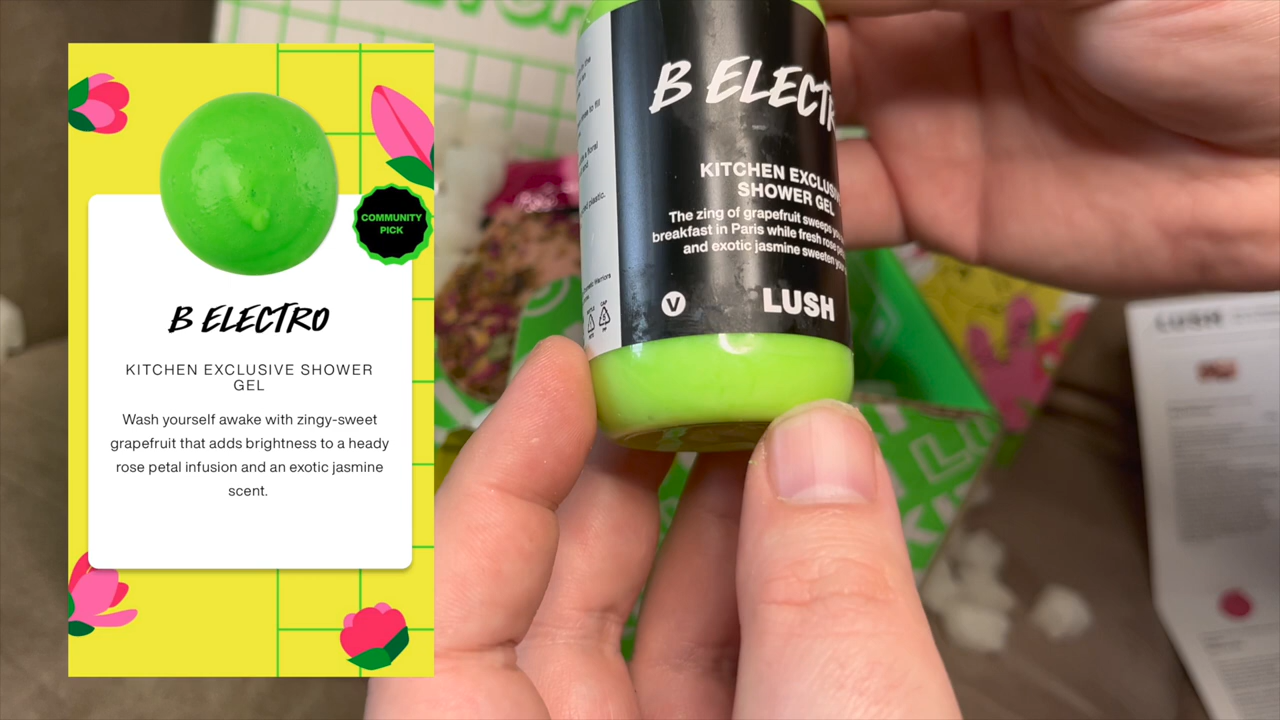 COMMUNITY
PICK
B ELECTRO
KITCHEN EXCLUSIVE SHOWER
GEL
Wash yourself awake with zingy-sweet
grapefruit that adds brightness to a heady
rose petal infusion and an exotic jasmine
scent.
B ELECTR
KITCHEN EXCLUSI
SHOWER GEL
The zing of grapefruit sweeps
breakfast in Paris while fresh rose
and exotic jasmine sweeten
V
LUSH
LUSH